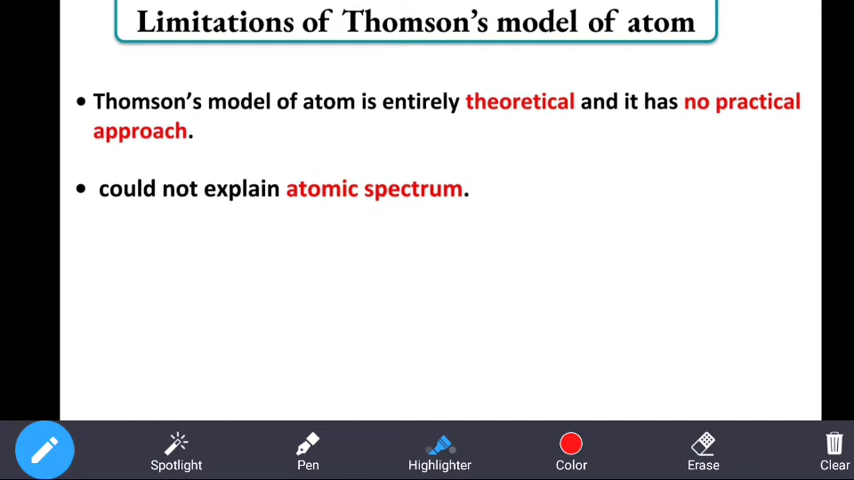 Limitations of Thomson's model of atom
• Thomson's model of atom is entirely theoretical and it has no practical
approach.
• could not explain atomic spectrum.
Spotlight
Pen
Highlighter
Color
Erase
Clear